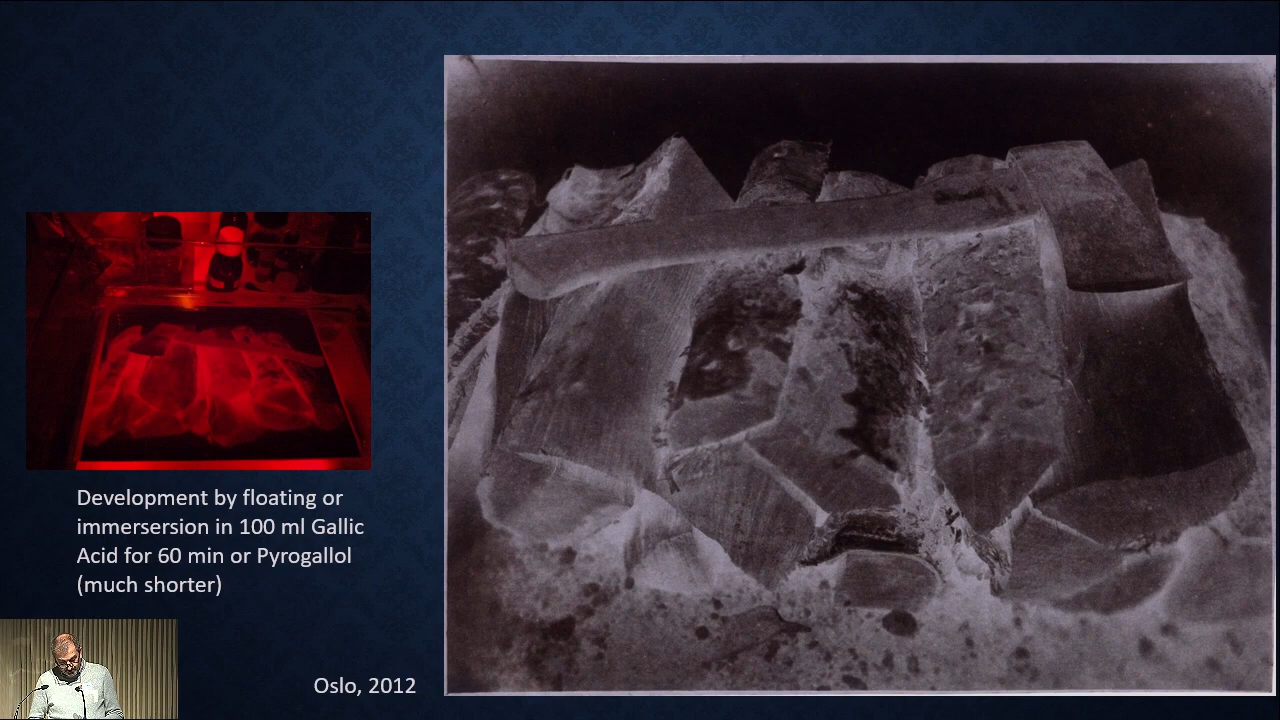 Development by floating or
immersersion in 100 ml Gallic
Acid for 60 min or Pyrogallol
(much shorter)
Oslo, 2012